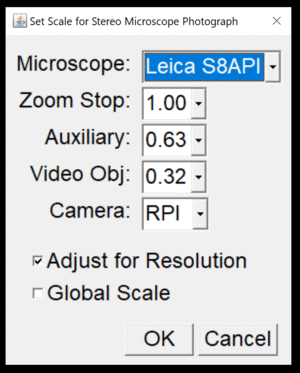 Set Scale for Stereo Microscope Photograph
Microscope: Leica S8API
Zoom Stop: 1.00
Auxiliary: 0.63
Video Obj: 0.32
Camera: RPI
Adjust for Resolution
Global Scale
OK Cancel